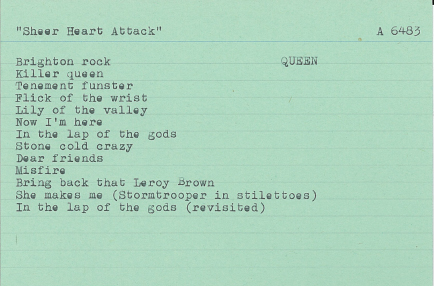 "Sheer Heart Attack" A 6483
Brighton rock QUEEN
Killer queen
Tenement funster
Flick of the wrist
Lily of the valley
Now I'm here
In the lap of the gods
Stone cold crazy
Dear friends
Misfire
Bring back that Leroy Brown
She makes me (Stormtrooper in stilettoes)
In the lap of the gods (revisited)